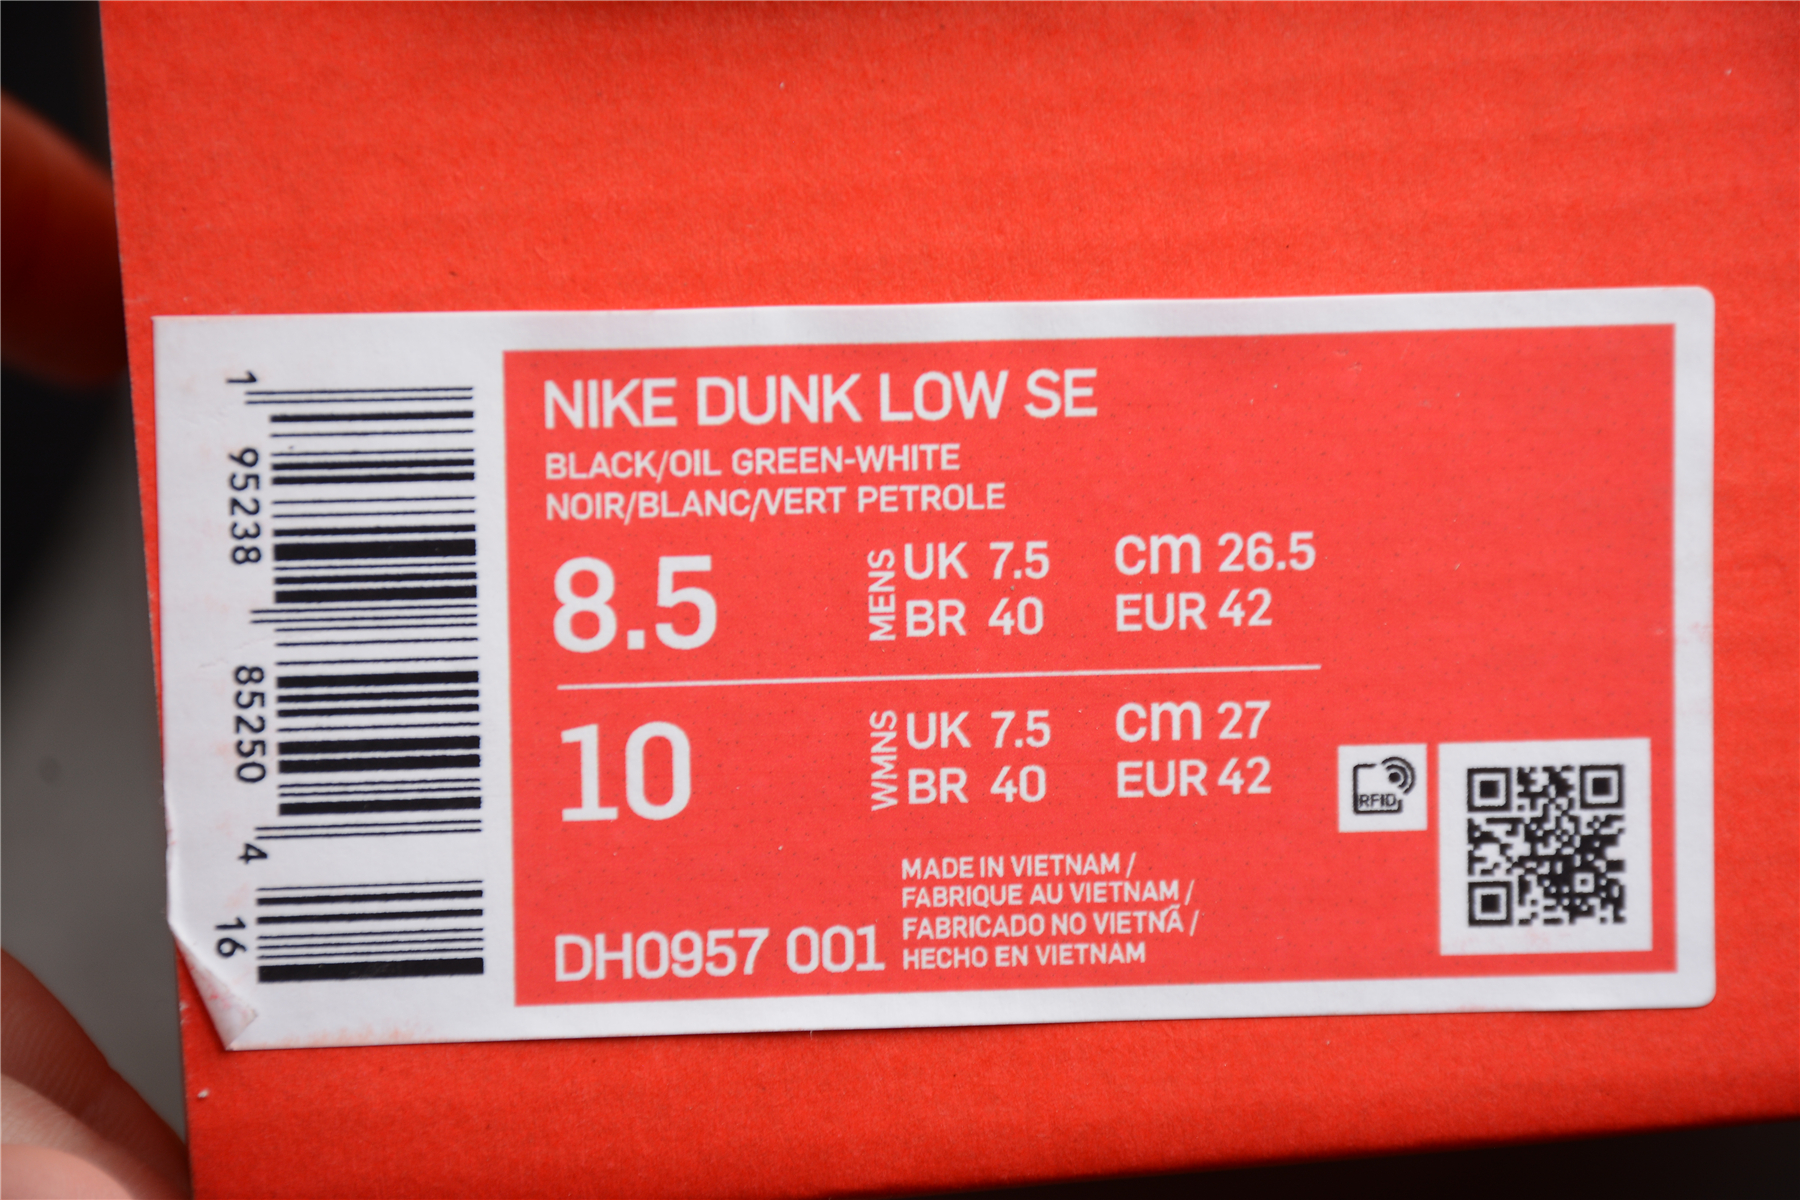 1 95238 85250 4 16
NIKE DUNK LOW SE
BLACK/OIL GREEN-WHITE
NOIR/BLANC/VERT PETROLE
8.5 MENS UK 7.5 cm 26.5
BR 40 EUR 42
10 WMNS UK 7.5 cm 27
BR 40 EUR 42
RFID
MADE IN VIETNAM /
FABRIQUE AU VIETNAM /
FABRICADO NO VIETNÃ /
HECHO EN VIETNAM
DH0957 001